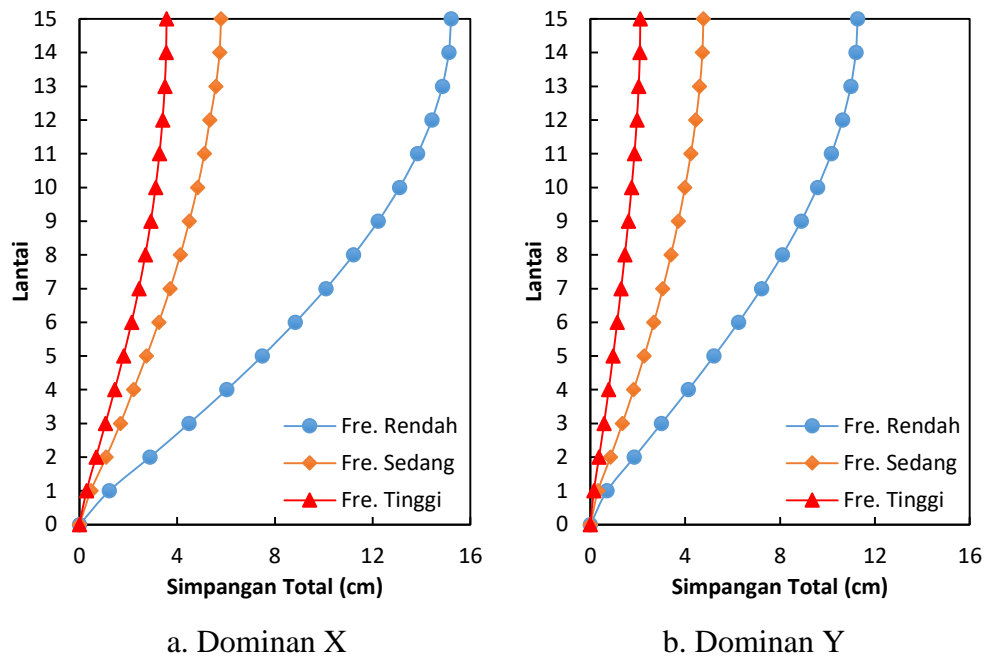 15
14
13
12
11
10
9
8
7
6
5
4
3
2
1
0
Lantai
Fre. Rendah
Fre. Sedang
Fre. Tinggi
0 4 8 12 16
Simpangan Total (cm)
a. Dominan X
15
14
13
12
11
10
9
8
7
6
5
4
3
2
1
0
Lantai
Fre. Rendah
Fre. Sedang
Fre. Tinggi
0 4 8 12 16
Simpangan Total (cm)
b. Dominan Y